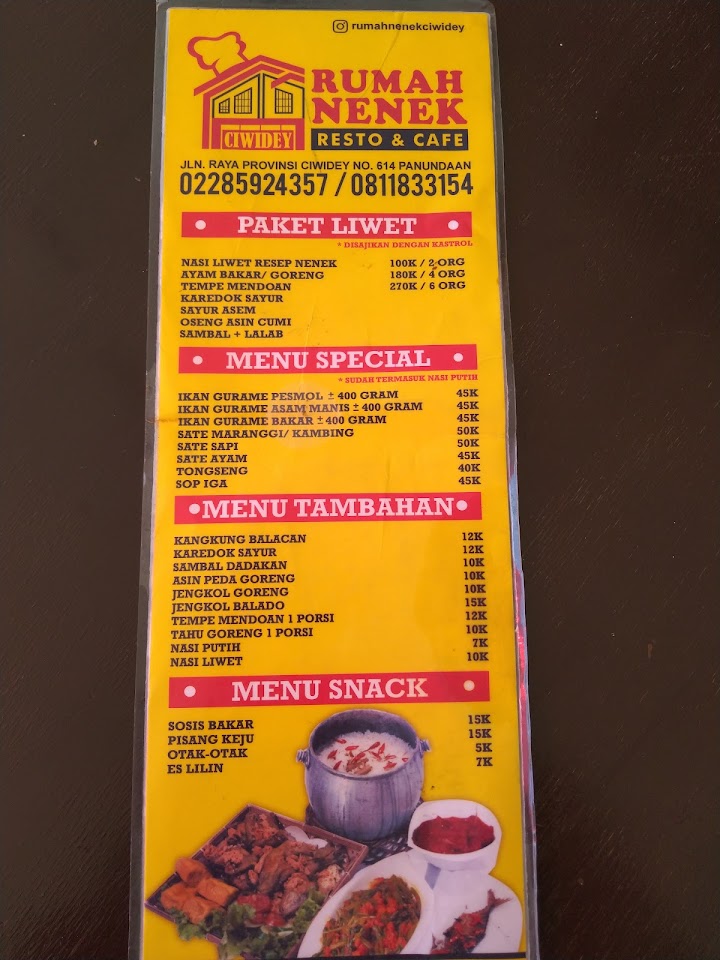 rumahnenekciwidey
RUMAH
NENEK
CIWIDEY
RESTO & CAFE
JLN. RAYA PROVINSI CIWIDEY NO. 614 PANUNDAAN
02285924357 / 0811833154
• PAKET LIWET •
* DISAJIKAN DENGAN KASTROL
NASI LIWET RESEP NENEK 100K / 2 ORG
AYAM BAKAR/ GORENG 180K / 4 ORG
TEMPE MENDOAN 270K / 6 ORG
KAREDOK SAYUR
SAYUR ASEM
OSENG ASIN CUMI
SAMBAL + LALAB
• MENU SPECIAL •
* SUDAH TERMASUK NASI PUTIH
IKAN GURAME PESMOL ± 400 GRAM 45K
IKAN GURAME ASAM MANIS ± 400 GRAM 45K
IKAN GURAME BAKAR ± 400 GRAM 45K
SATE MARANGGI/ KAMBING 50K
SATE SAPI 50K
SATE AYAM 45K
TONGSENG 40K
SOP IGA 45K
• MENU TAMBAHAN •
KANGKUNG BALACAN 12K
KAREDOK SAYUR 12K
SAMBAL DADAKAN 10K
ASIN PEDA GORENG 10K
JENGKOL GORENG 10K
JENGKOL BALADO 15K
TEMPE MENDOAN 1 PORSI 12K
TAHU GORENG 1 PORSI 10K
NASI PUTIH 7K
NASI LIWET 10K
• MENU SNACK •
SOSIS BAKAR 15K
PISANG KEJU 15K
OTAK-OTAK 5K
ES LILIN 7K